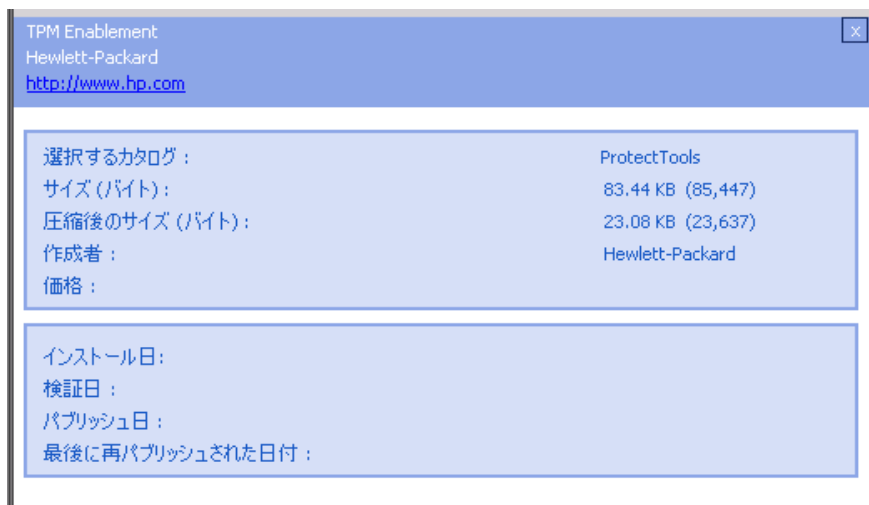 TPM Enablement
x
Hewlett-Packard
http://www.hp.com
選択するカタログ： ProtectTools
サイズ (バイト)： 83.44 KB (85,447)
圧縮後のサイズ (バイト)： 23.08 KB (23,637)
作成者： Hewlett-Packard
価格：
インストール日：
検証日：
パブリッシュ日：
最後に再パブリッシュされた日付：